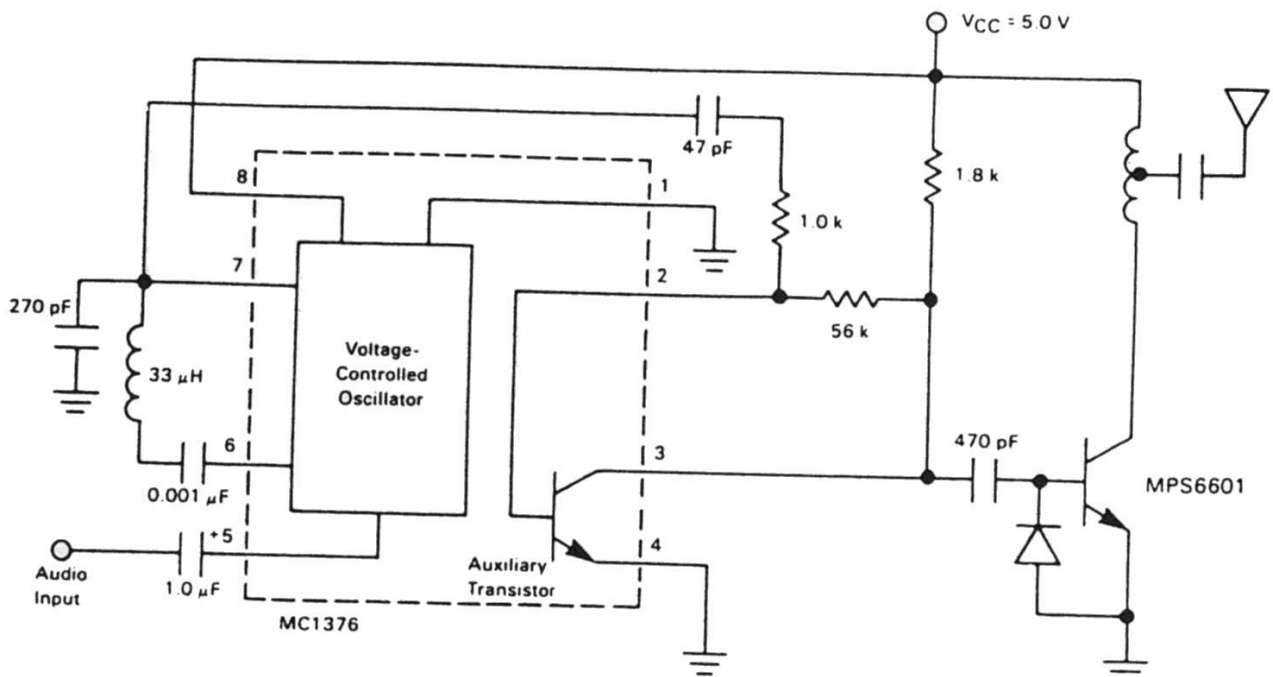 VCC = 5.0 V
47 pF
8
1
1.8 k
1.0 k
7
2
270 pF
56 k
33 μH
Voltage-
Controlled
Oscillator
6
3
470 pF
0.001 μF
MPS6601
+5
4
Audio
Input
1.0 μF
Auxiliary
Transistor
MC1376